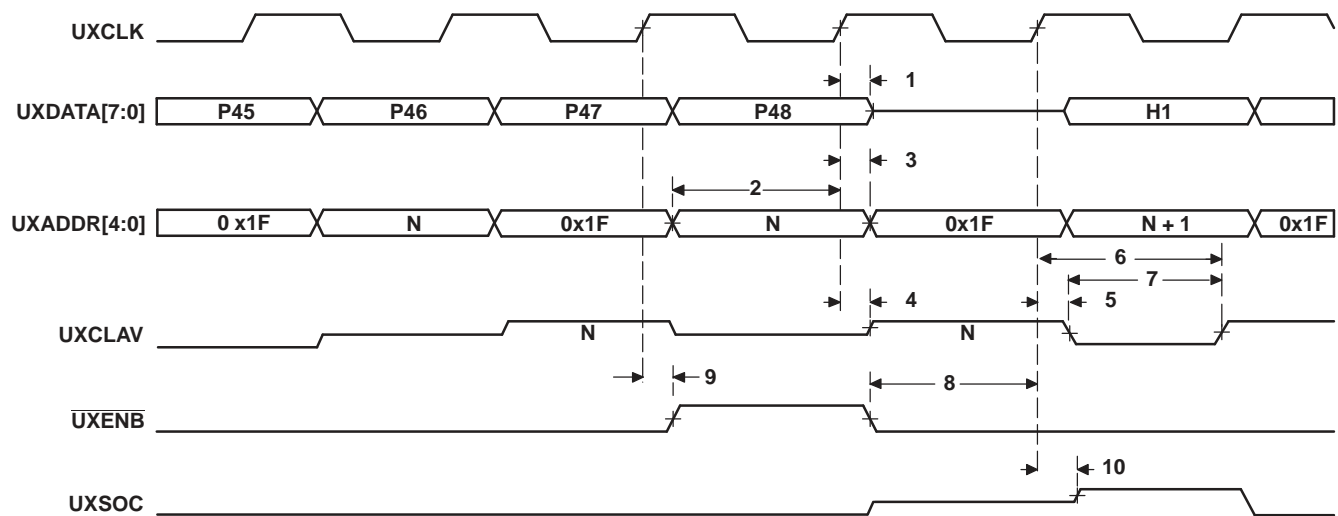 UXCLK
1
UXDATA[7:0] P45 P46 P47 P48 H1
3
2
UXADDR[4:0] 0 x1F N 0x1F N 0x1F N + 1 0x1F
6
7
4 5
UXCLAV N N
9 8
UXENB
10
UXSOC